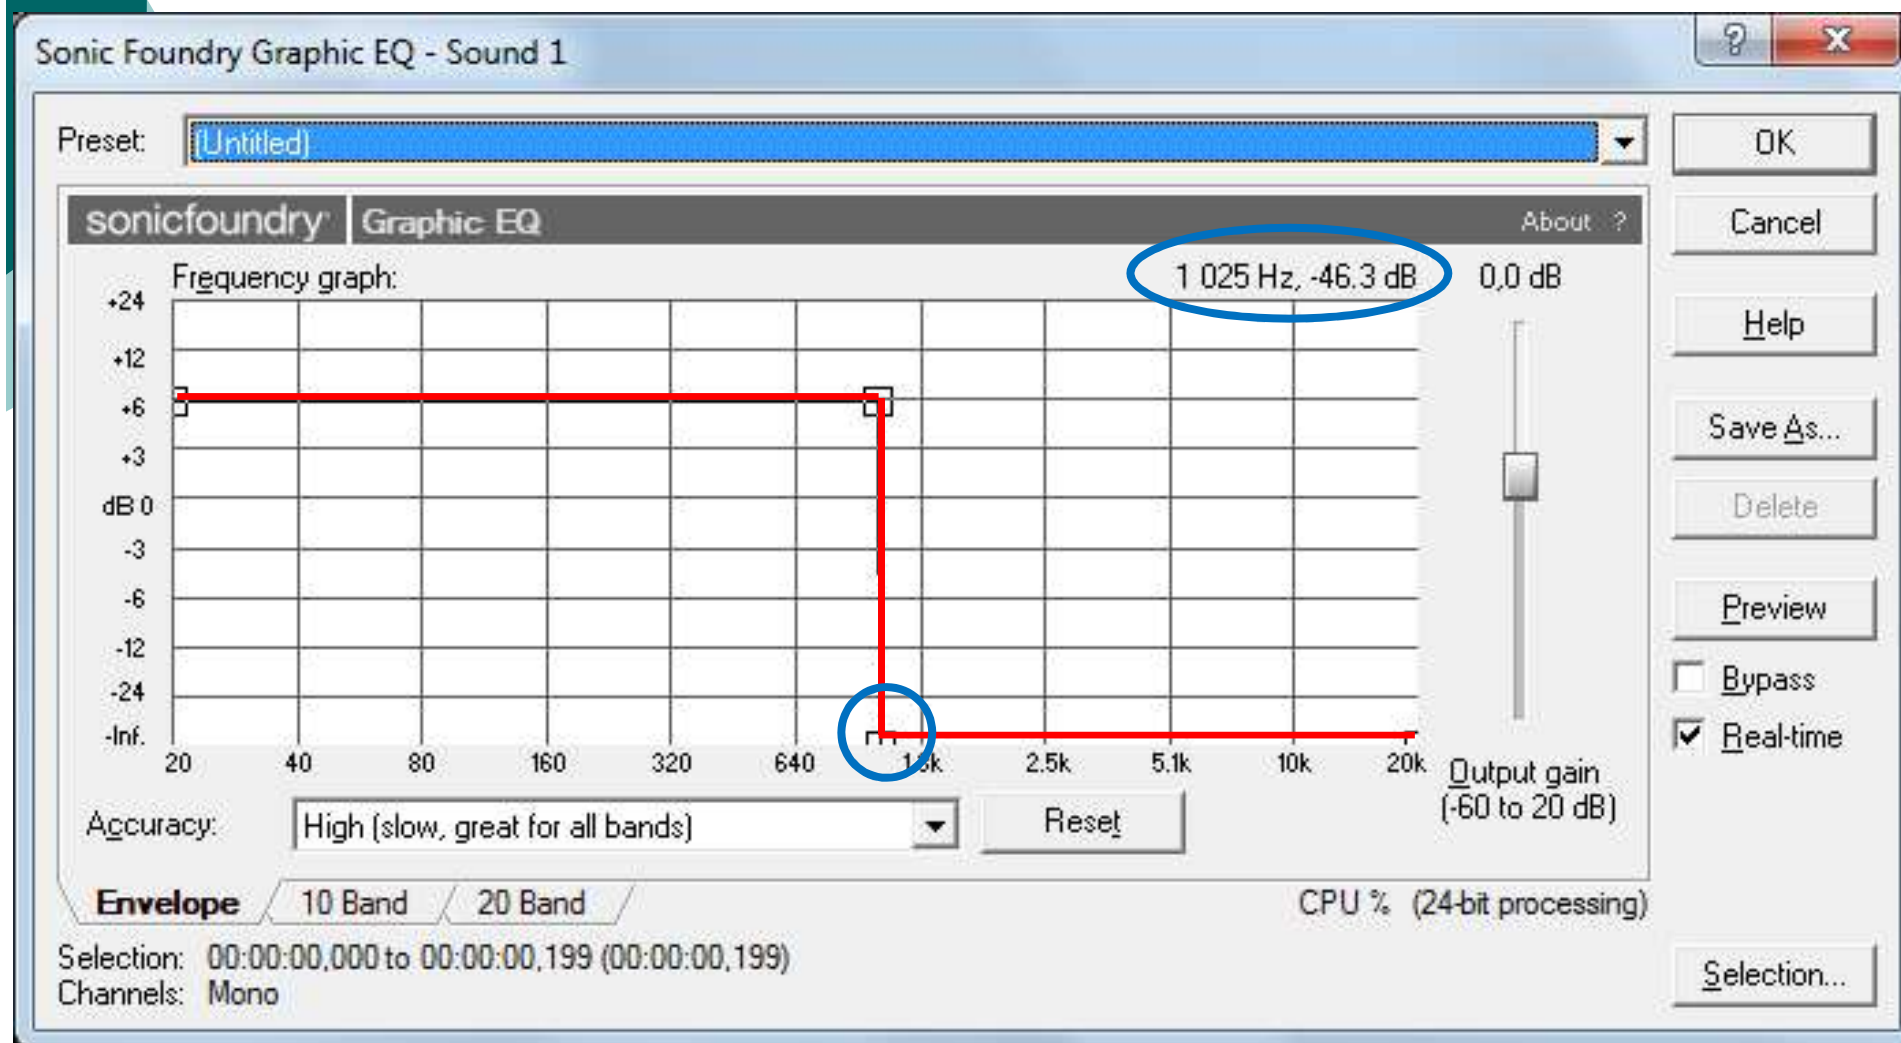 Sonic Foundry Graphic EQ - Sound 1
Preset: (Untitled)
OK
sonicfoundry Graphic EQ About ?
Cancel
Frequency graph: 1 025 Hz, -46.3 dB 0,0 dB
+24
+12
+6
+3
dB 0
-3
-6
-12
-24
-Inf.
20 40 80 160 320 640 1.3k 2.5k 5.1k 10k 20k
Output gain
(-60 to 20 dB)
Help
Save As...
Delete
Preview
Bypass
Real-time
Accuracy: High (slow, great for all bands) Reset
Envelope 10 Band 20 Band CPU % (24-bit processing)
Selection: 00:00:00,000 to 00:00:00,199 (00:00:00,199)
Channels: Mono
Selection...